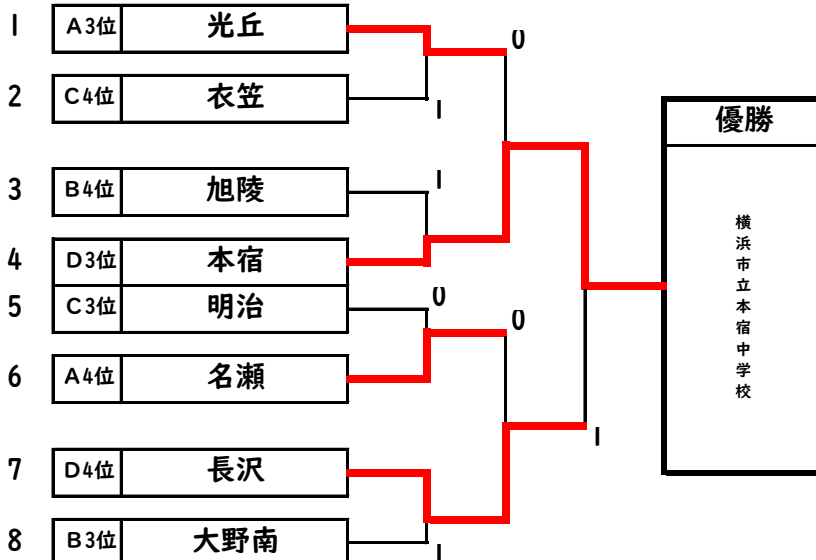 1 A3位 光丘
0
2 C4位 衣笠
1
優勝
3 B4位 旭陵
1
横浜市立本宿中学校
4 D3位 本宿
5 C3位 明治
0
0
6 A4位 名瀬
1
7 D4位 長沢
8 B3位 大野南
1